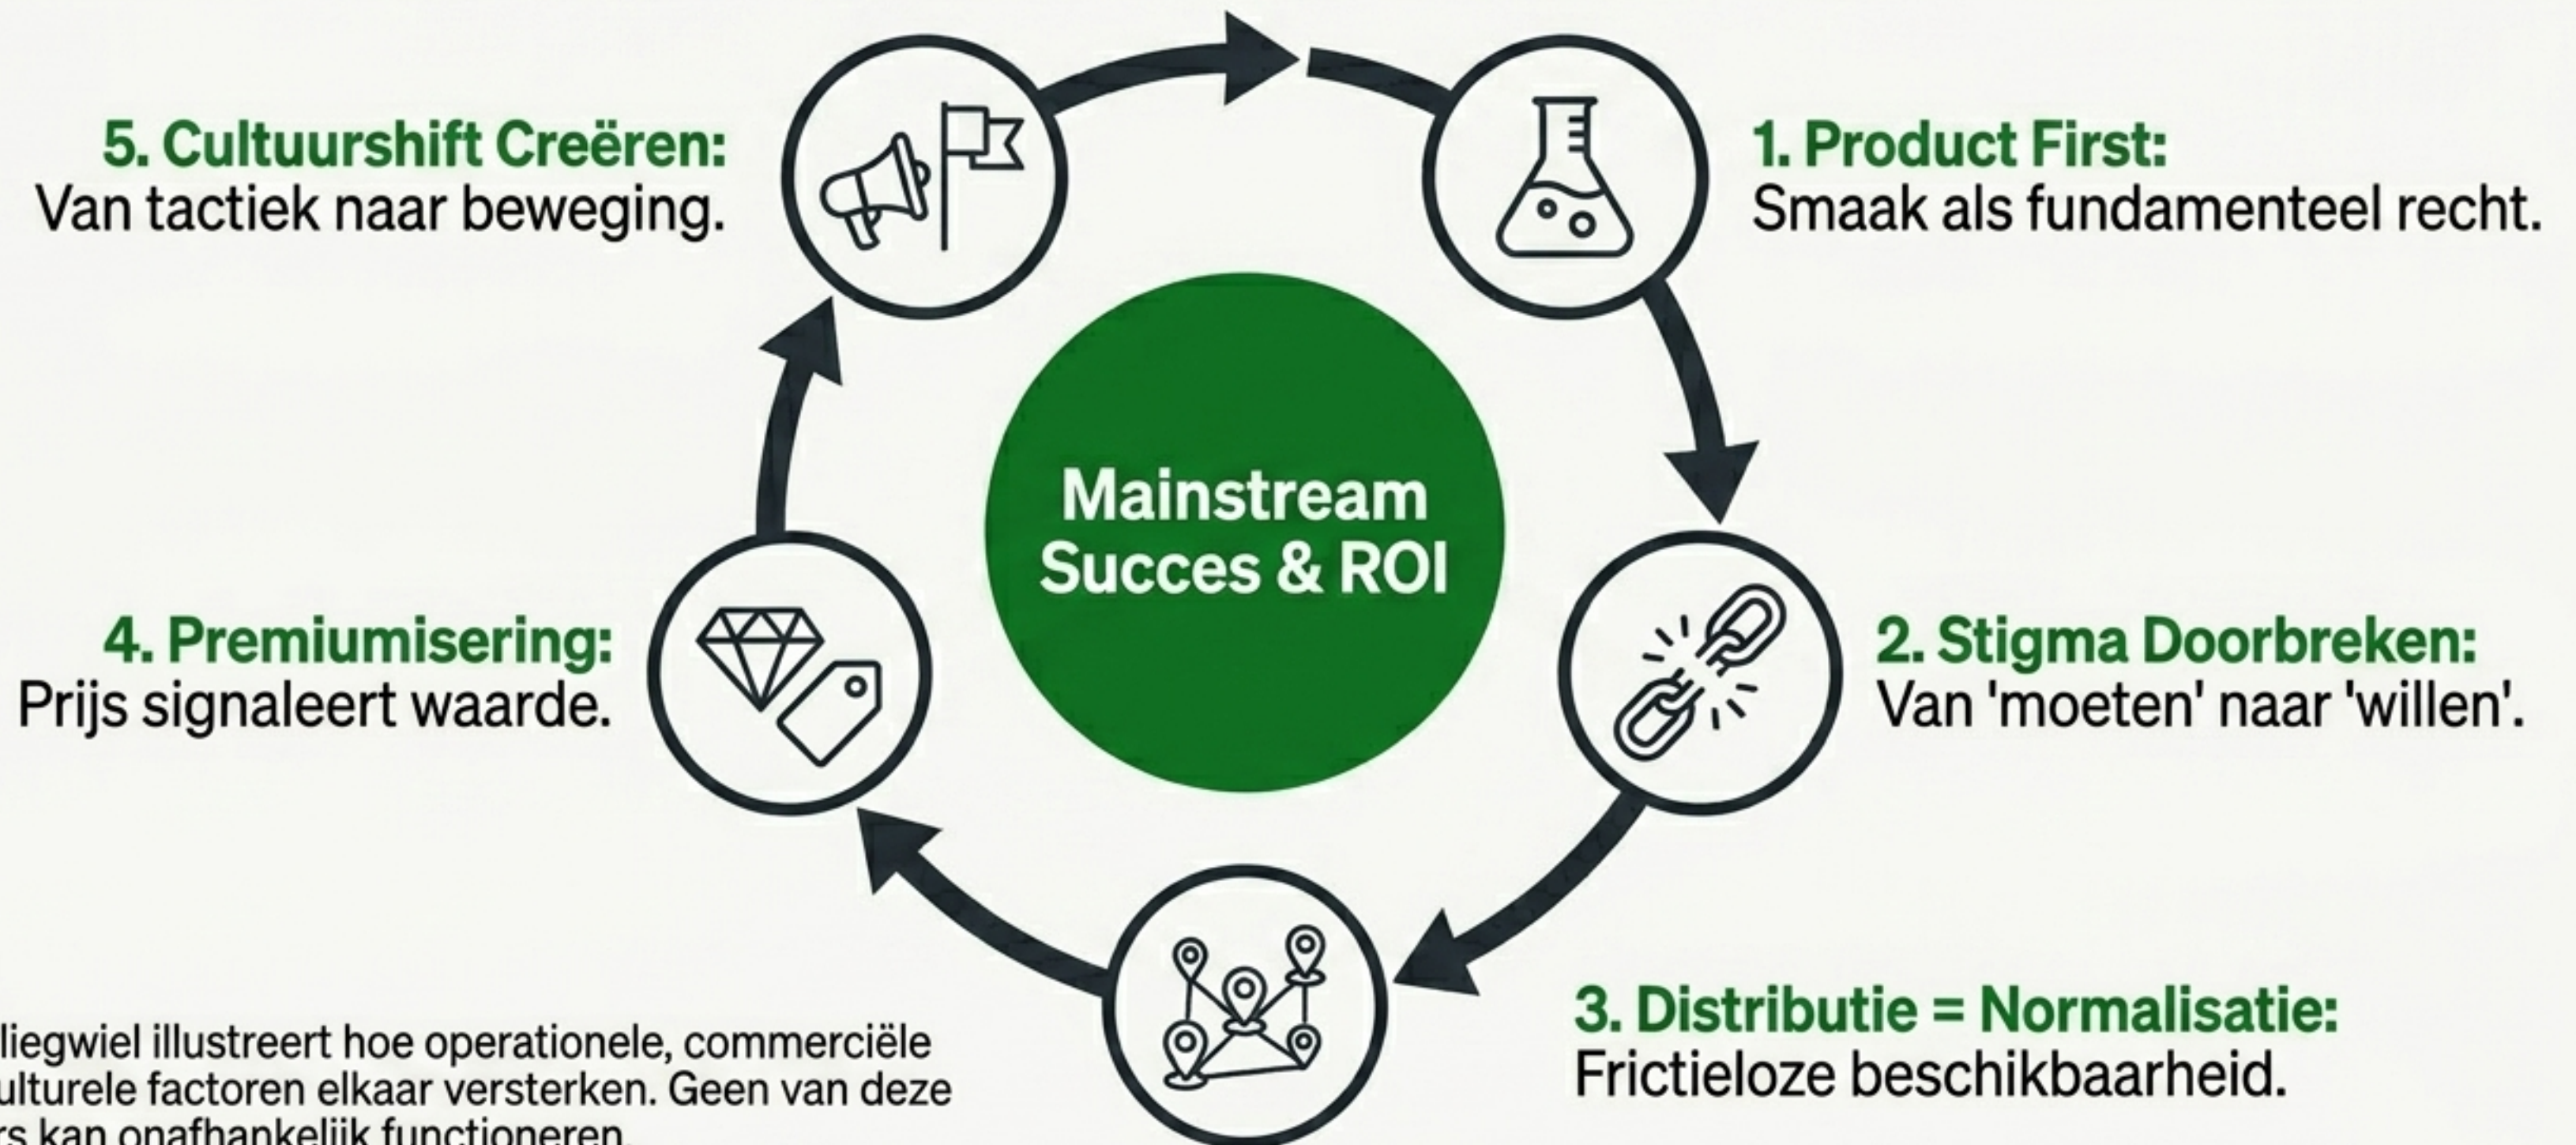 5. Cultuurshift Creëren:
Van tactiek naar beweging.
1. Product First:
Smaak als fundamenteel recht.
Mainstream
Succes & ROI
4. Premiumisering:
Prijs signaleert waarde.
2. Stigma Doorbreken:
Van 'moeten' naar 'willen'.
3. Distributie = Normalisatie:
Frictieloze beschikbaarheid.
illustreert hoe operationele, commerciële
factoren elkaar versterken. Geen van deze
kan onafhankelijk functioneren.